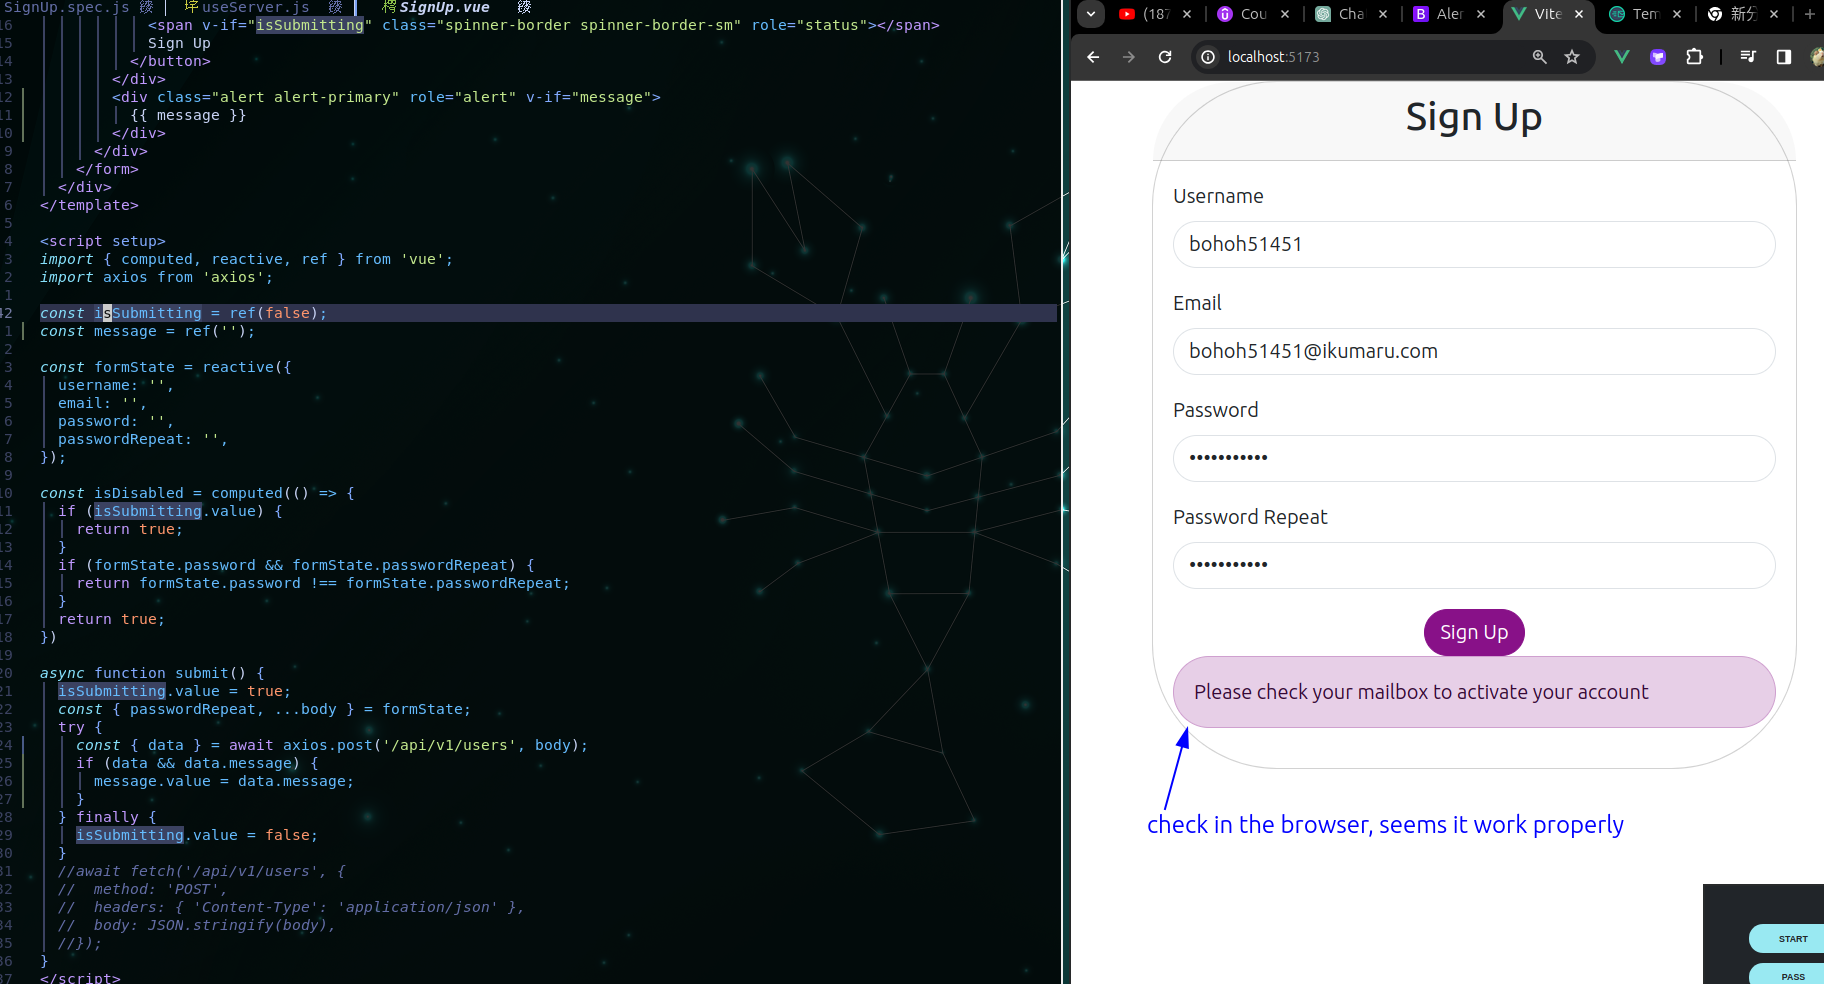 SignUp.spec.js
useServer.js
SignUp.vue
16 <span v-if="isSubmitting" class="spinner-border spinner-border-sm" role="status"></span>
15 Sign Up
14 </button>
13 </div>
12 <div class="alert alert-primary" role="alert" v-if="message">
11 {{ message }}
10 </div>
9 </div>
8 </form>
7 </div>
6 </template>
5
4 <script setup>
3 import { computed, reactive, ref } from 'vue';
2 import axios from 'axios';
1
42 const isSubmitting = ref(false);
1 const message = ref('');
2
3 const formState = reactive({
4 username: '',
5 email: '',
6 password: '',
7 passwordRepeat: '',
8 });
9
10 const isDisabled = computed(() => {
11 if (isSubmitting.value) {
12 return true;
13 }
14 if (formState.password && formState.passwordRepeat) {
15 return formState.password !== formState.passwordRepeat;
16 }
17 return true;
18 })
19
20 async function submit() {
21 isSubmitting.value = true;
22 const { passwordRepeat, ...body } = formState;
23 try {
24 const { data } = await axios.post('/api/v1/users', body);
25 if (data && data.message) {
26 message.value = data.message;
27 }
28 } finally {
29 isSubmitting.value = false;
30 }
31 //await fetch('/api/v1/users', {
32 // method: 'POST',
33 // headers: { 'Content-Type': 'application/json' },
34 // body: JSON.stringify(body),
35 //});
36 }
37 </script>
(187
Cou
Cha
Aler
Vite
Tem
localhost:5173
Sign Up
Username
bohoh51451
Email
bohoh51451@ikumaru.com
Password
•••••••••••
Password Repeat
•••••••••••
Sign Up
Please check your mailbox to activate your account
check in the browser, seems it work properly
START
PASS